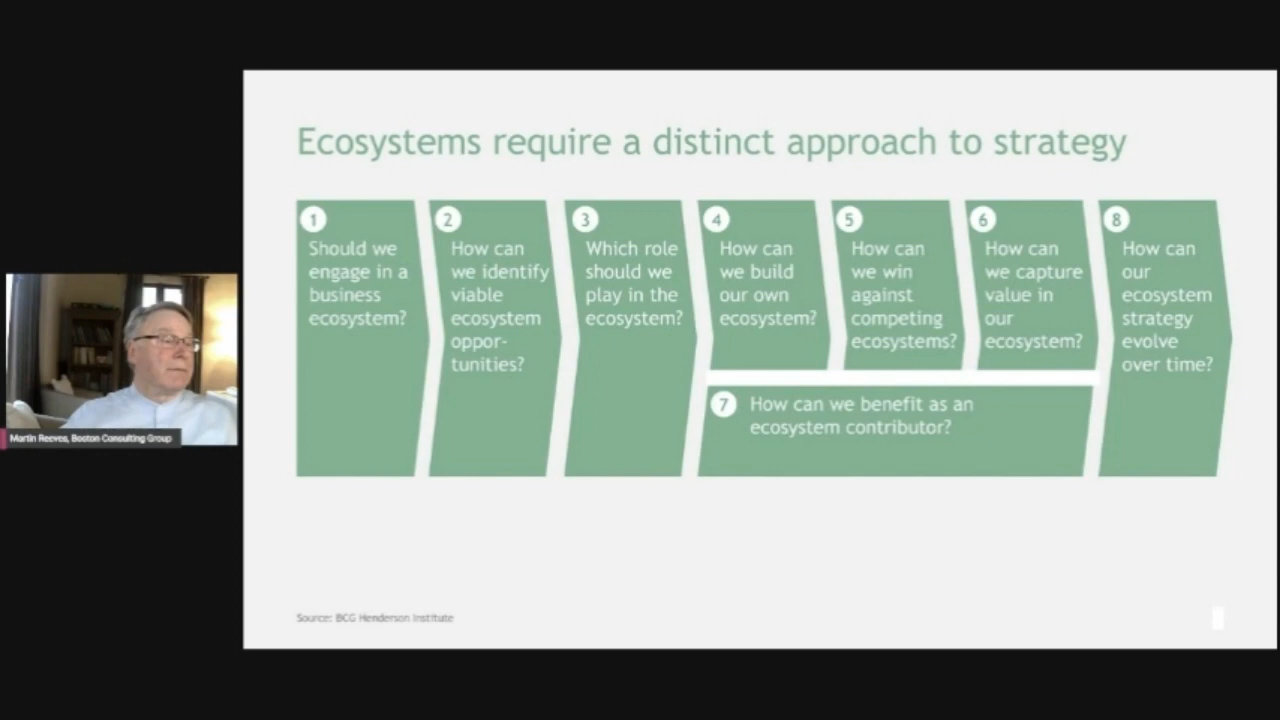 Ecosystems require a distinct approach to strategy
1
Should we
engage in a
business
ecosystem?
2
How can
we identify
viable
ecosystem
oppor-
tunities?
3
Which role
should we
play in the
ecosystem?
4
How can
we build
our own
ecosystem?
5
How can
we win
against
competing
ecosystems?
6
How can
we capture
value in
our
ecosystem?
7
How can we benefit as an
ecosystem contributor?
8
How can
our
ecosystem
strategy
evolve
over time?
Martin Reeves, Boston Consulting Group
Source: BCG Henderson Institute